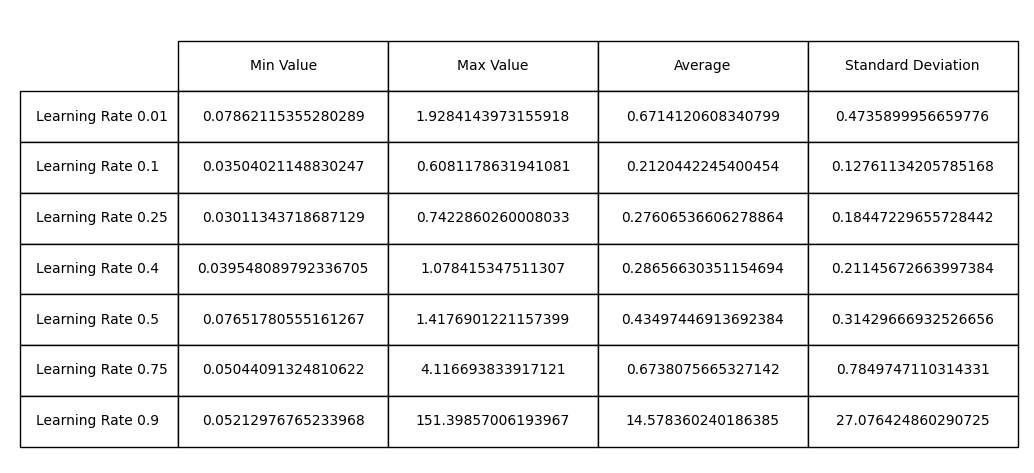 Min Value Max Value Average Standard Deviation
Learning Rate 0.01 0.07862115355280289 1.9284143973155918 0.6714120608340799 0.4735899956659776
Learning Rate 0.1 0.03504021148830247 0.6081178631941081 0.2120442245400454 0.12761134205785168
Learning Rate 0.25 0.03011343718687129 0.7422860260008033 0.27606536606278864 0.18447229655728442
Learning Rate 0.4 0.039548089792336705 1.078415347511307 0.28656630351154694 0.21145672663997384
Learning Rate 0.5 0.07651780555161267 1.4176901221157399 0.43497446913692384 0.31429666932526656
Learning Rate 0.75 0.05044091324810622 4.116693833917121 0.6738075665327142 0.7849747110314331
Learning Rate 0.9 0.05212976765233968 151.39857006193967 14.578360240186385 27.076424860290725